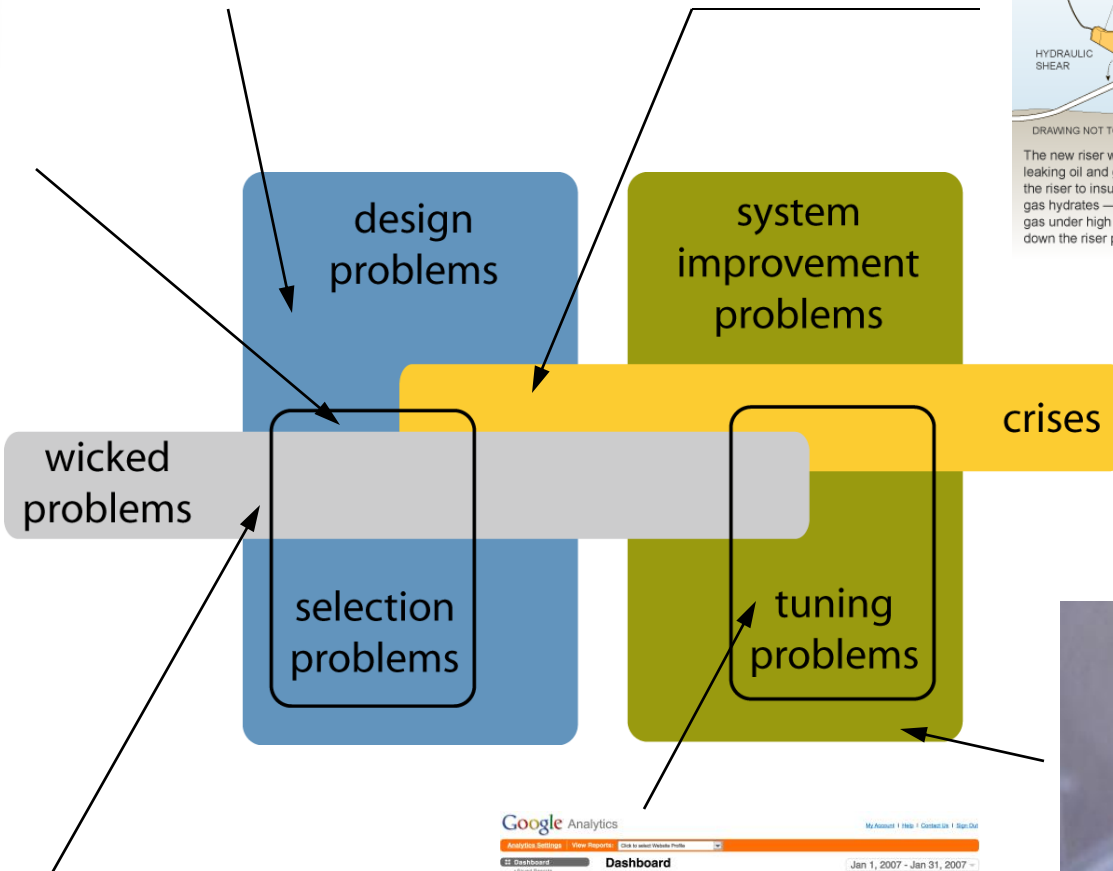 HYDRAULIC
SHEAR
DRAWING NOT
The new riser
leaking oil and
the riser to
gas hydrates —
gas under high
down the riser
design
problems
system
improvement
problems
crises
wicked
problems
selection
problems
tuning
problems
Google Analytics
My Account | Help | Contact Us | Sign Out
Analytics Settings | View Reports: Click to select Website Profile
Dashboard
Dashboard
Jan 1, 2007 - Jan 31, 2007